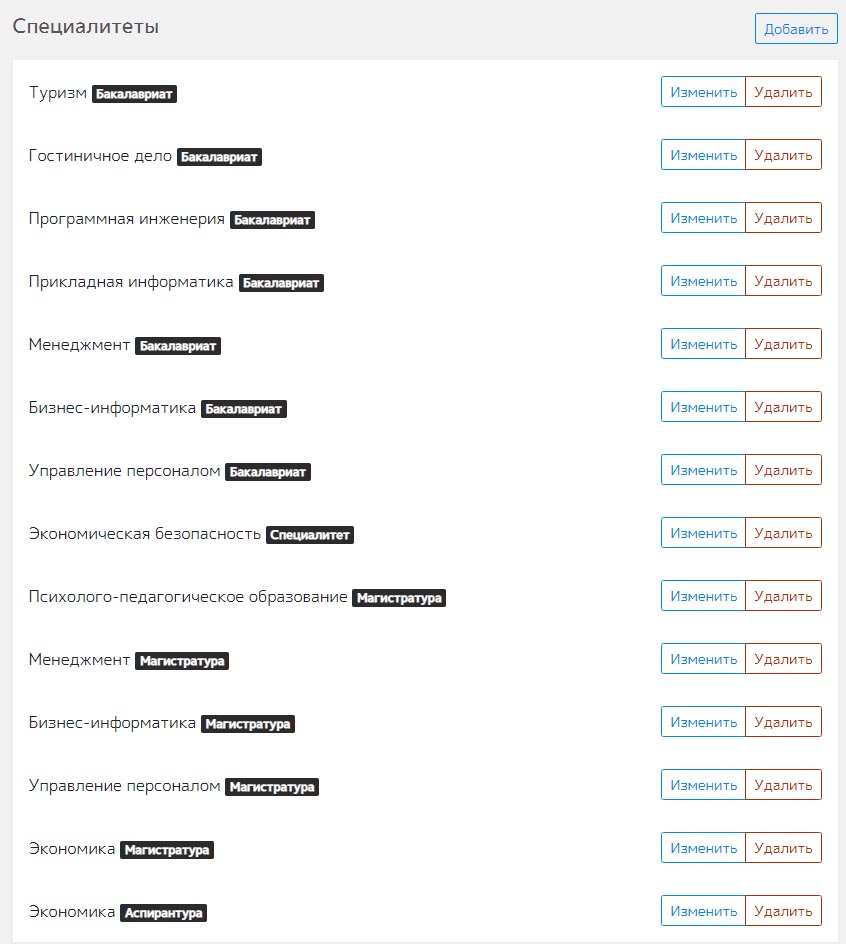 Специалитеты Добавить
Туризм Бакалавриат Изменить Удалить
Гостиничное дело Бакалавриат Изменить Удалить
Программная инженерия Бакалавриат Изменить Удалить
Прикладная информатика Бакалавриат Изменить Удалить
Менеджмент Бакалавриат Изменить Удалить
Бизнес-информатика Бакалавриат Изменить Удалить
Управление персоналом Бакалавриат Изменить Удалить
Экономическая безопасность Специалитет Изменить Удалить
Психолого-педагогическое образование Магистратура Изменить Удалить
Менеджмент Магистратура Изменить Удалить
Бизнес-информатика Магистратура Изменить Удалить
Управление персоналом Магистратура Изменить Удалить
Экономика Магистратура Изменить Удалить
Экономика Аспирантура Изменить Удалить